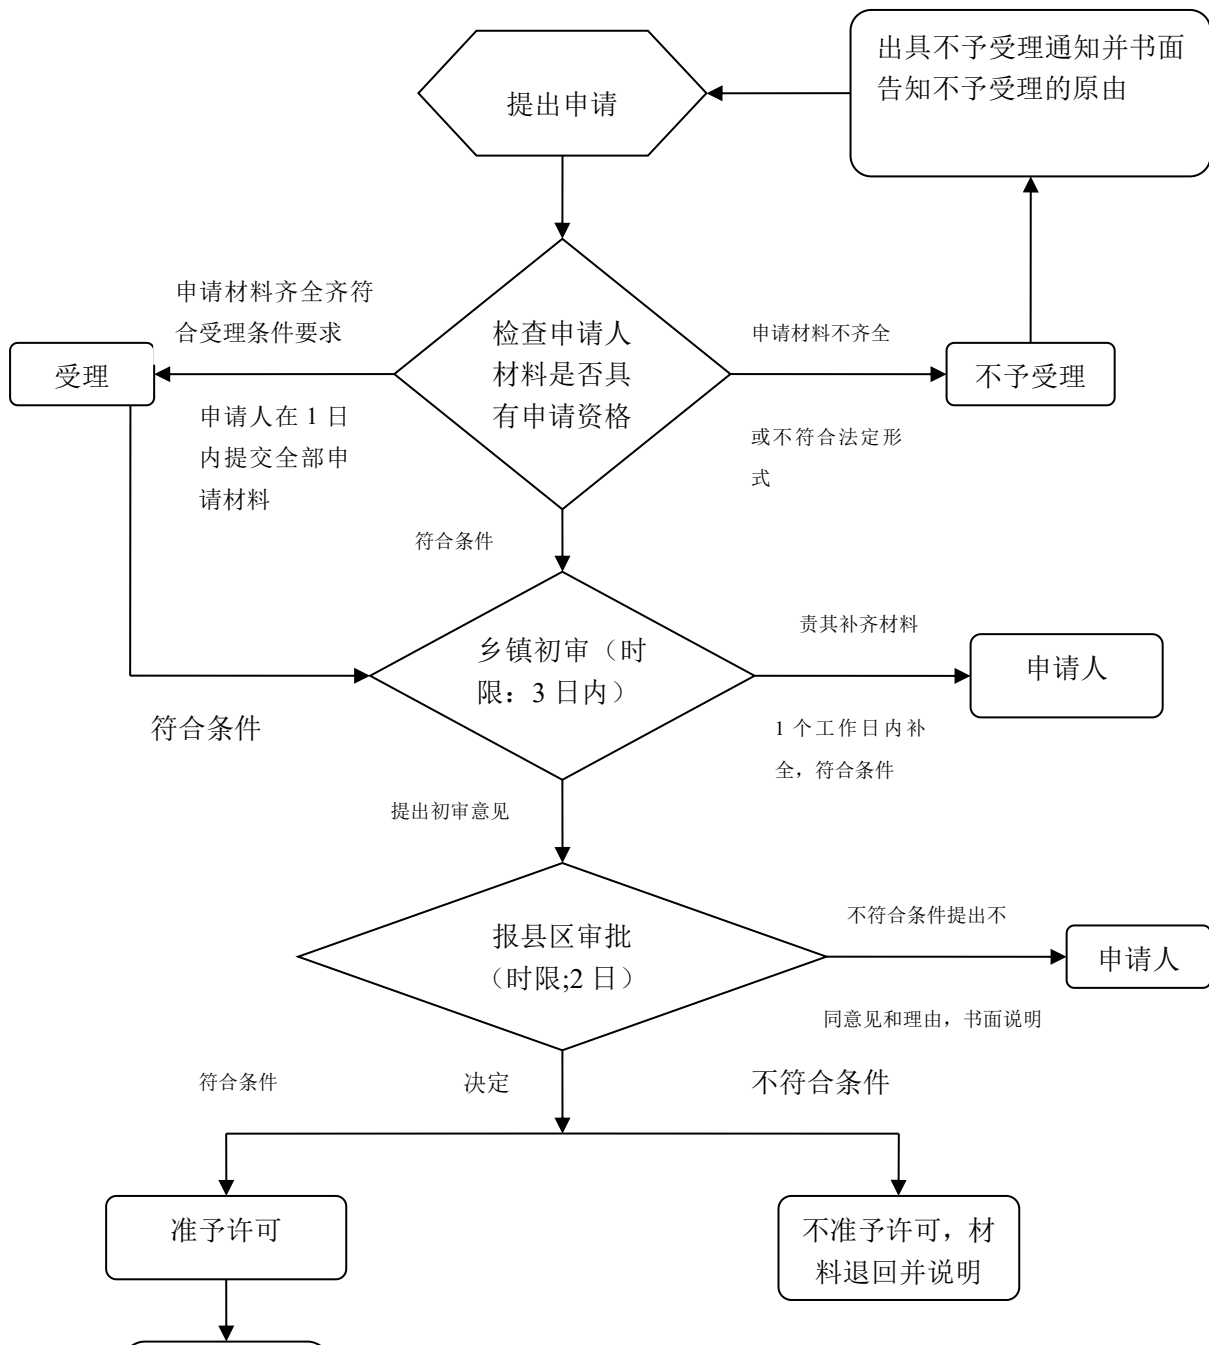 出具不予受理通知并书面
告知不予受理的原由
提出申请
申请材料齐全齐符
合受理条件要求
检查申请人
材料是否具
有申请资格
申请材料不齐全
受理
不予受理
申请人在 1 日
内提交全部申
请材料
或不符合法定形
式
符合条件
乡镇初审（时
限：3 日内）
责其补齐材料
申请人
符合条件
1 个工作日内补
全，符合条件
提出初审意见
报县区审批
（时限;2 日）
不符合条件提出不
申请人
同意见和理由，书面说明
符合条件
决定
不符合条件
准予许可
不准予许可，材
料退回并说明